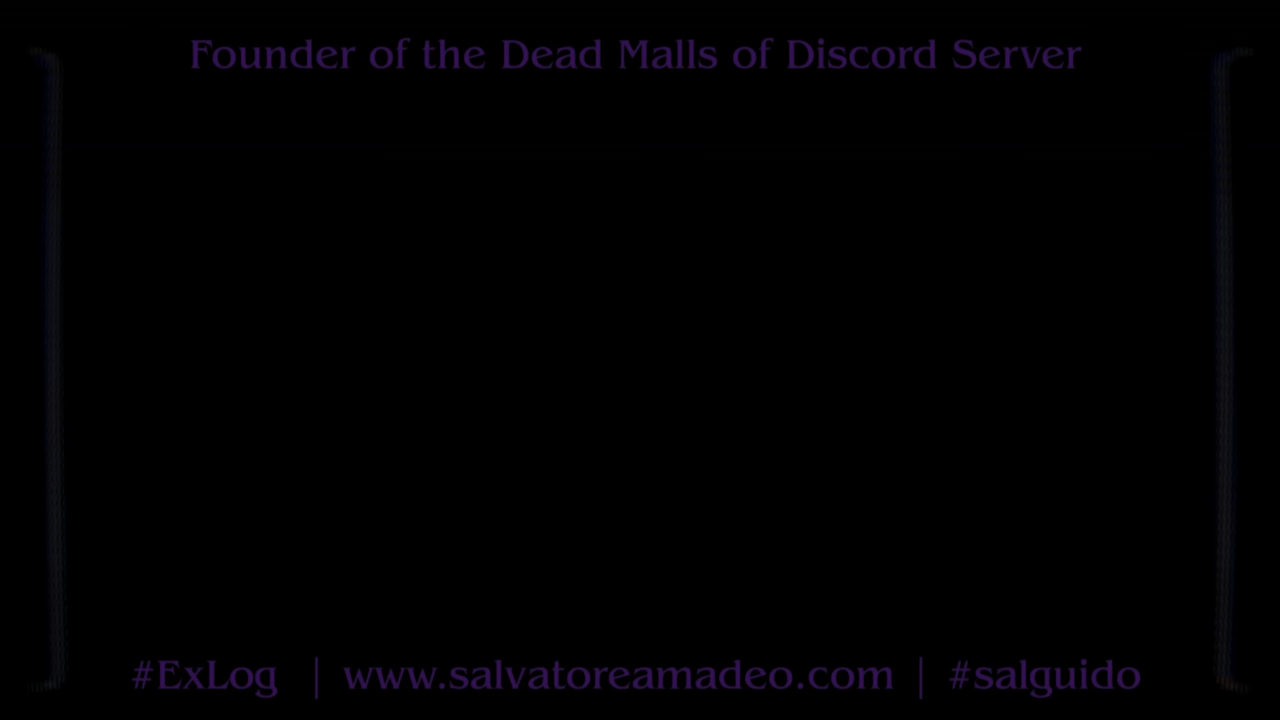 Founder of the Dead Malls of Discord Server
#ExLog | www.salvatoreamadeo.com | #salguido